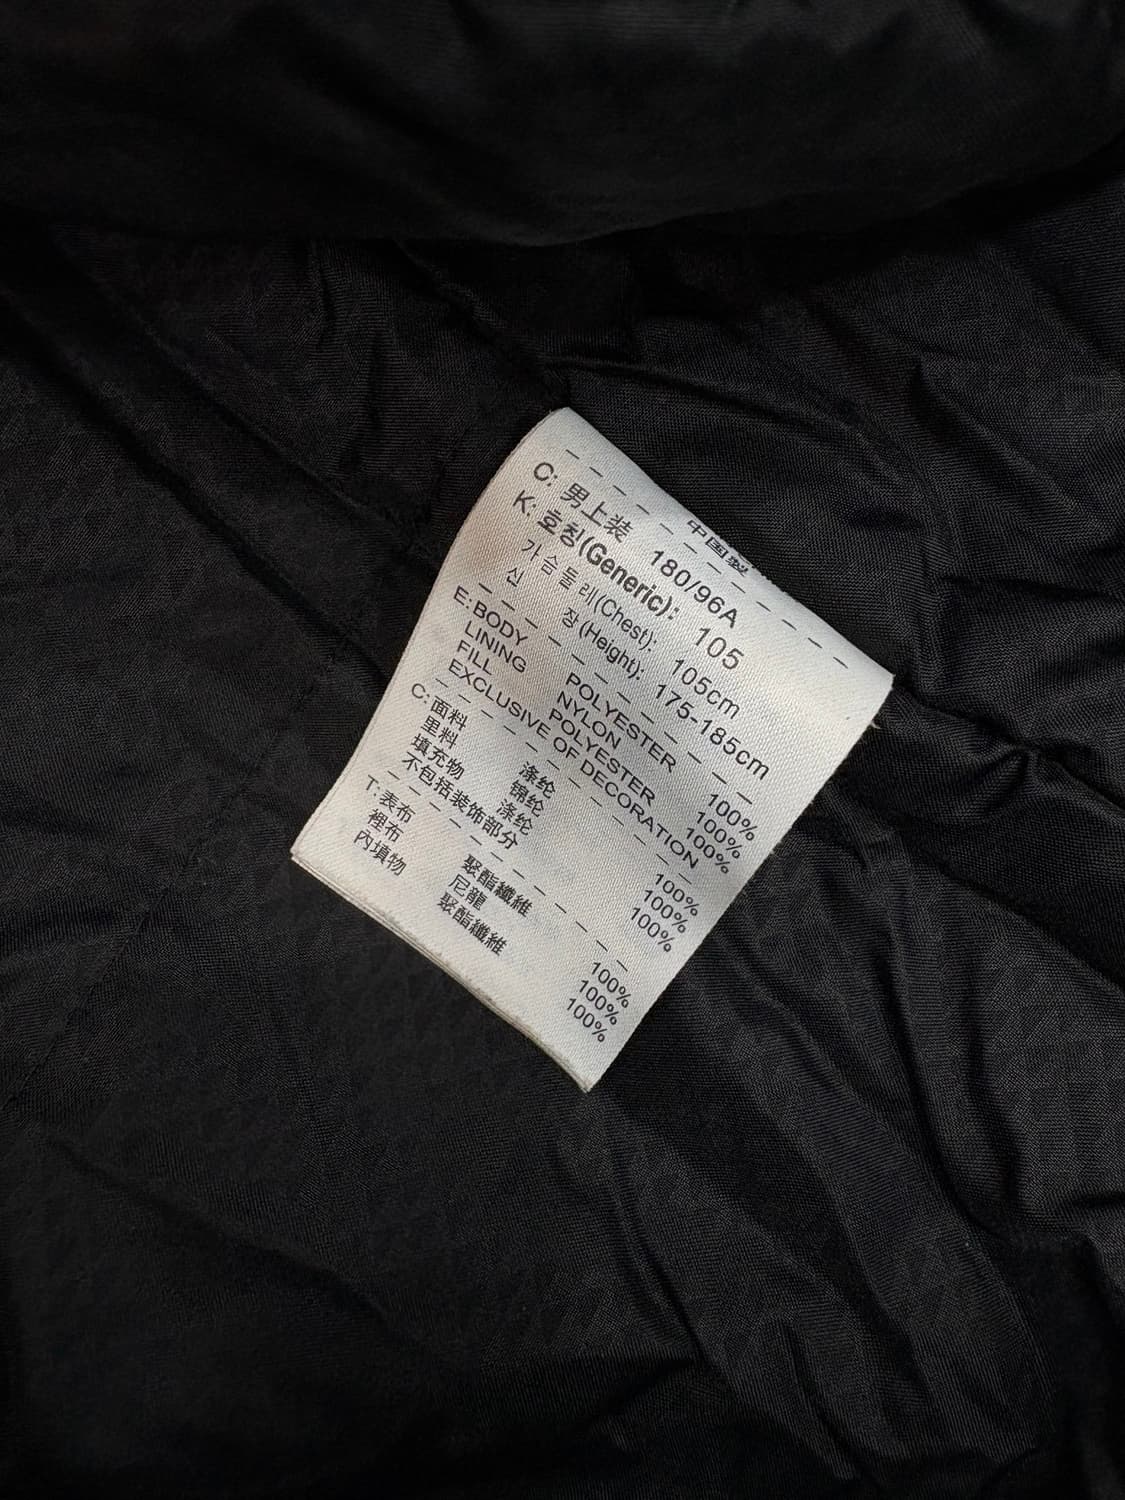 中国製
C: 男上装 180/96A
K: 호칭(Generic): 105
가슴둘레(Chest): 105cm
신 장(Height): 175-185cm
E: BODY POLYESTER 100%
LINING NYLON 100%
FILL POLYESTER 100%
EXCLUSIVE OF DECORATION
C: 面料 涤纶 100%
里料 锦纶 100%
填充物 涤纶 100%
不包括装饰部分
T: 表布 聚酯纖維 100%
裡布 尼龍 100%
內填物 聚酯纖維 100%